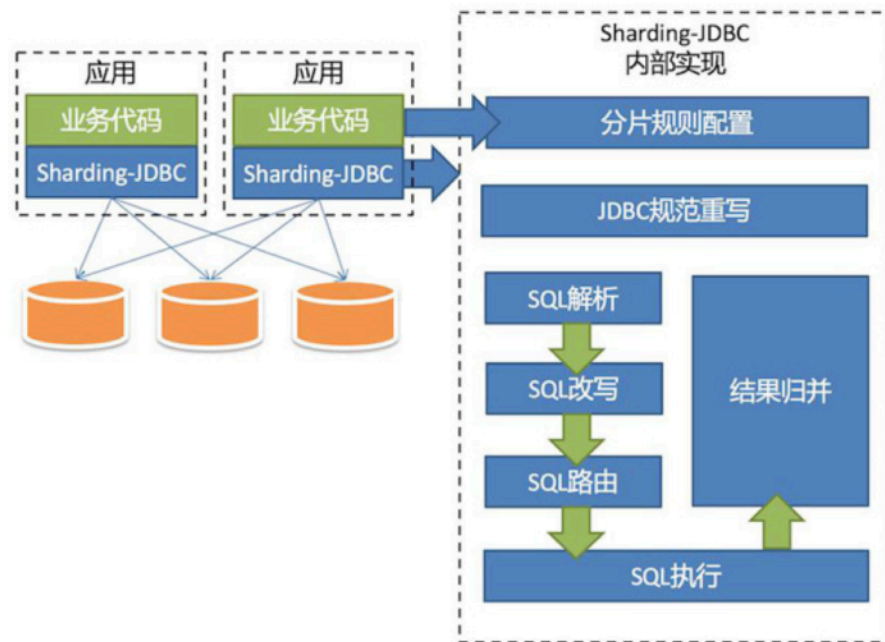 应用
业务代码
Sharding-JDBC
应用
业务代码
Sharding-JDBC
Sharding-JDBC
内部实现
分片规则配置
JDBC规范重写
SQL解析
SQL改写
SQL路由
结果归并
SQL执行